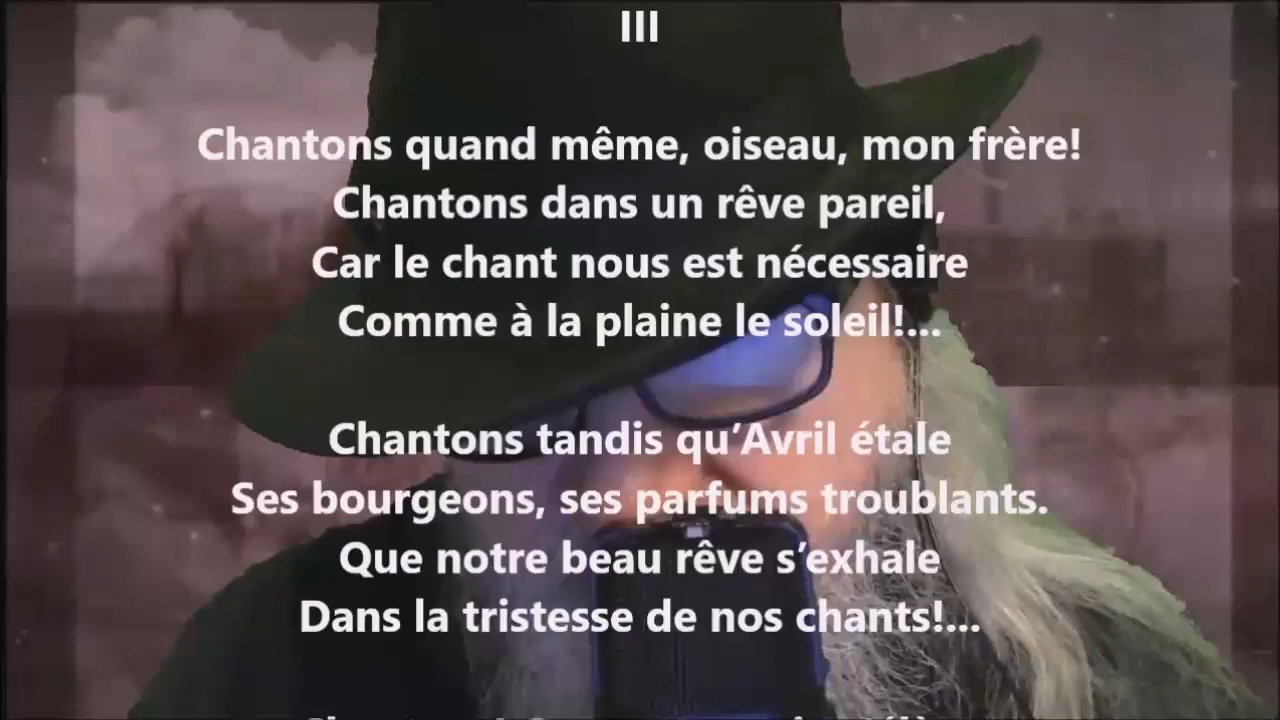 III
Chantons quand même, oiseau, mon frère!
Chantons dans un rêve pareil,
Car le chant nous est nécessaire
Comme à la plaine le soleil!...
Chantons tandis qu’Avril étale
Ses bourgeons, ses parfums troublants.
Que notre beau rêve s’exhale
Dans la tristesse de nos chants!...